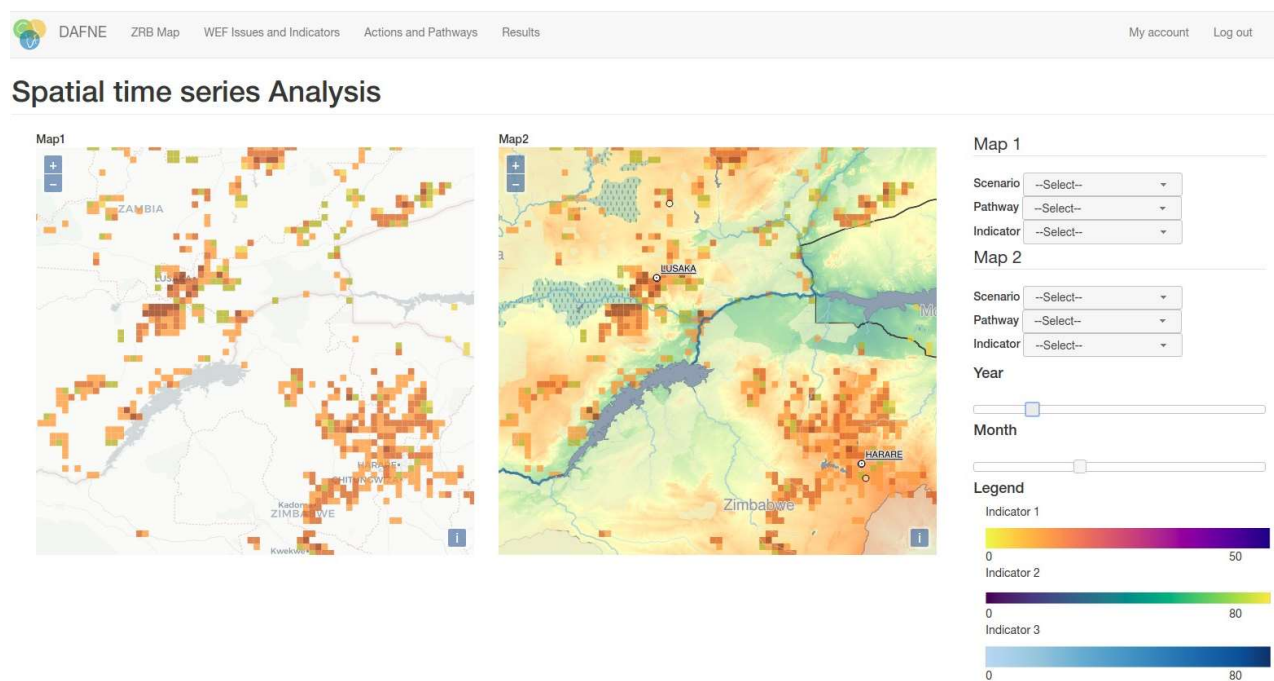 DAFNE ZRB Map WEF Issues and Indicators Actions and Pathways Results My account Log out
Spatial time series Analysis
Map1
+
−
ZAMBIA
HARARE
Kadoma
ZIMBABWE
Kwekwe
i
Map2
+
−
LUSAKA
HARARE
Zimbabwe
i
Map 1
Scenario --Select--
Pathway --Select--
Indicator --Select--
Map 2
Scenario --Select--
Pathway --Select--
Indicator --Select--
Year
Month
Legend
Indicator 1
0 50
Indicator 2
0 80
Indicator 3
0 80